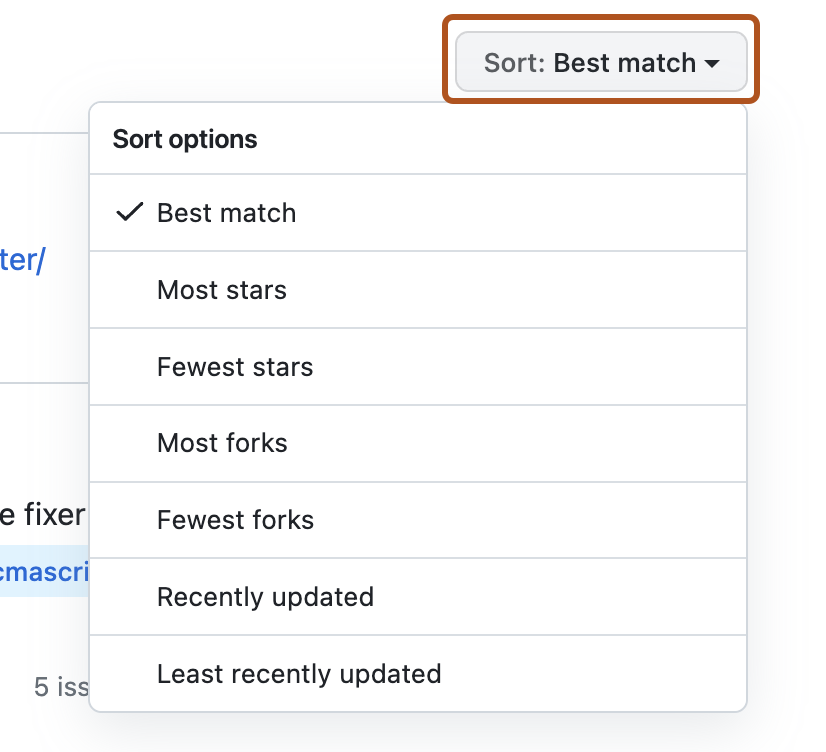 Sort: Best match
Sort options
Best match
ter/
Most stars
Fewest stars
Most forks
e fixer
Fewest forks
cmascri
Recently updated
5 iss
Least recently updated